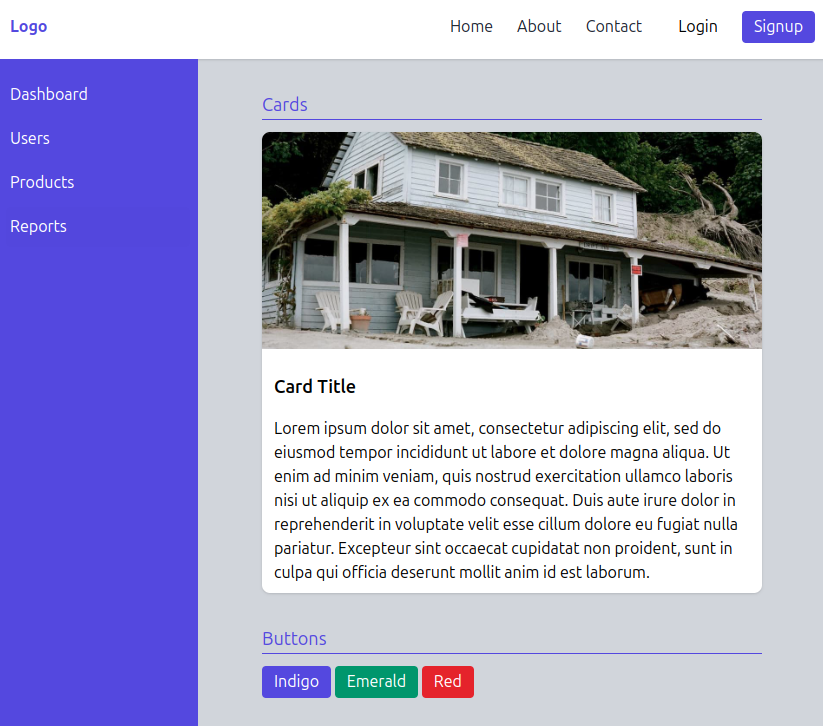 Logo
Home About Contact Login Signup
Dashboard
Users
Products
Reports
Cards
Card Title
Lorem ipsum dolor sit amet, consectetur adipiscing elit, sed do
eiusmod tempor incididunt ut labore et dolore magna aliqua. Ut
enim ad minim veniam, quis nostrud exercitation ullamco laboris
nisi ut aliquip ex ea commodo consequat. Duis aute irure dolor in
reprehenderit in voluptate velit esse cillum dolore eu fugiat nulla
pariatur. Excepteur sint occaecat cupidatat non proident, sunt in
culpa qui officia deserunt mollit anim id est laborum.
Buttons
Indigo Emerald Red